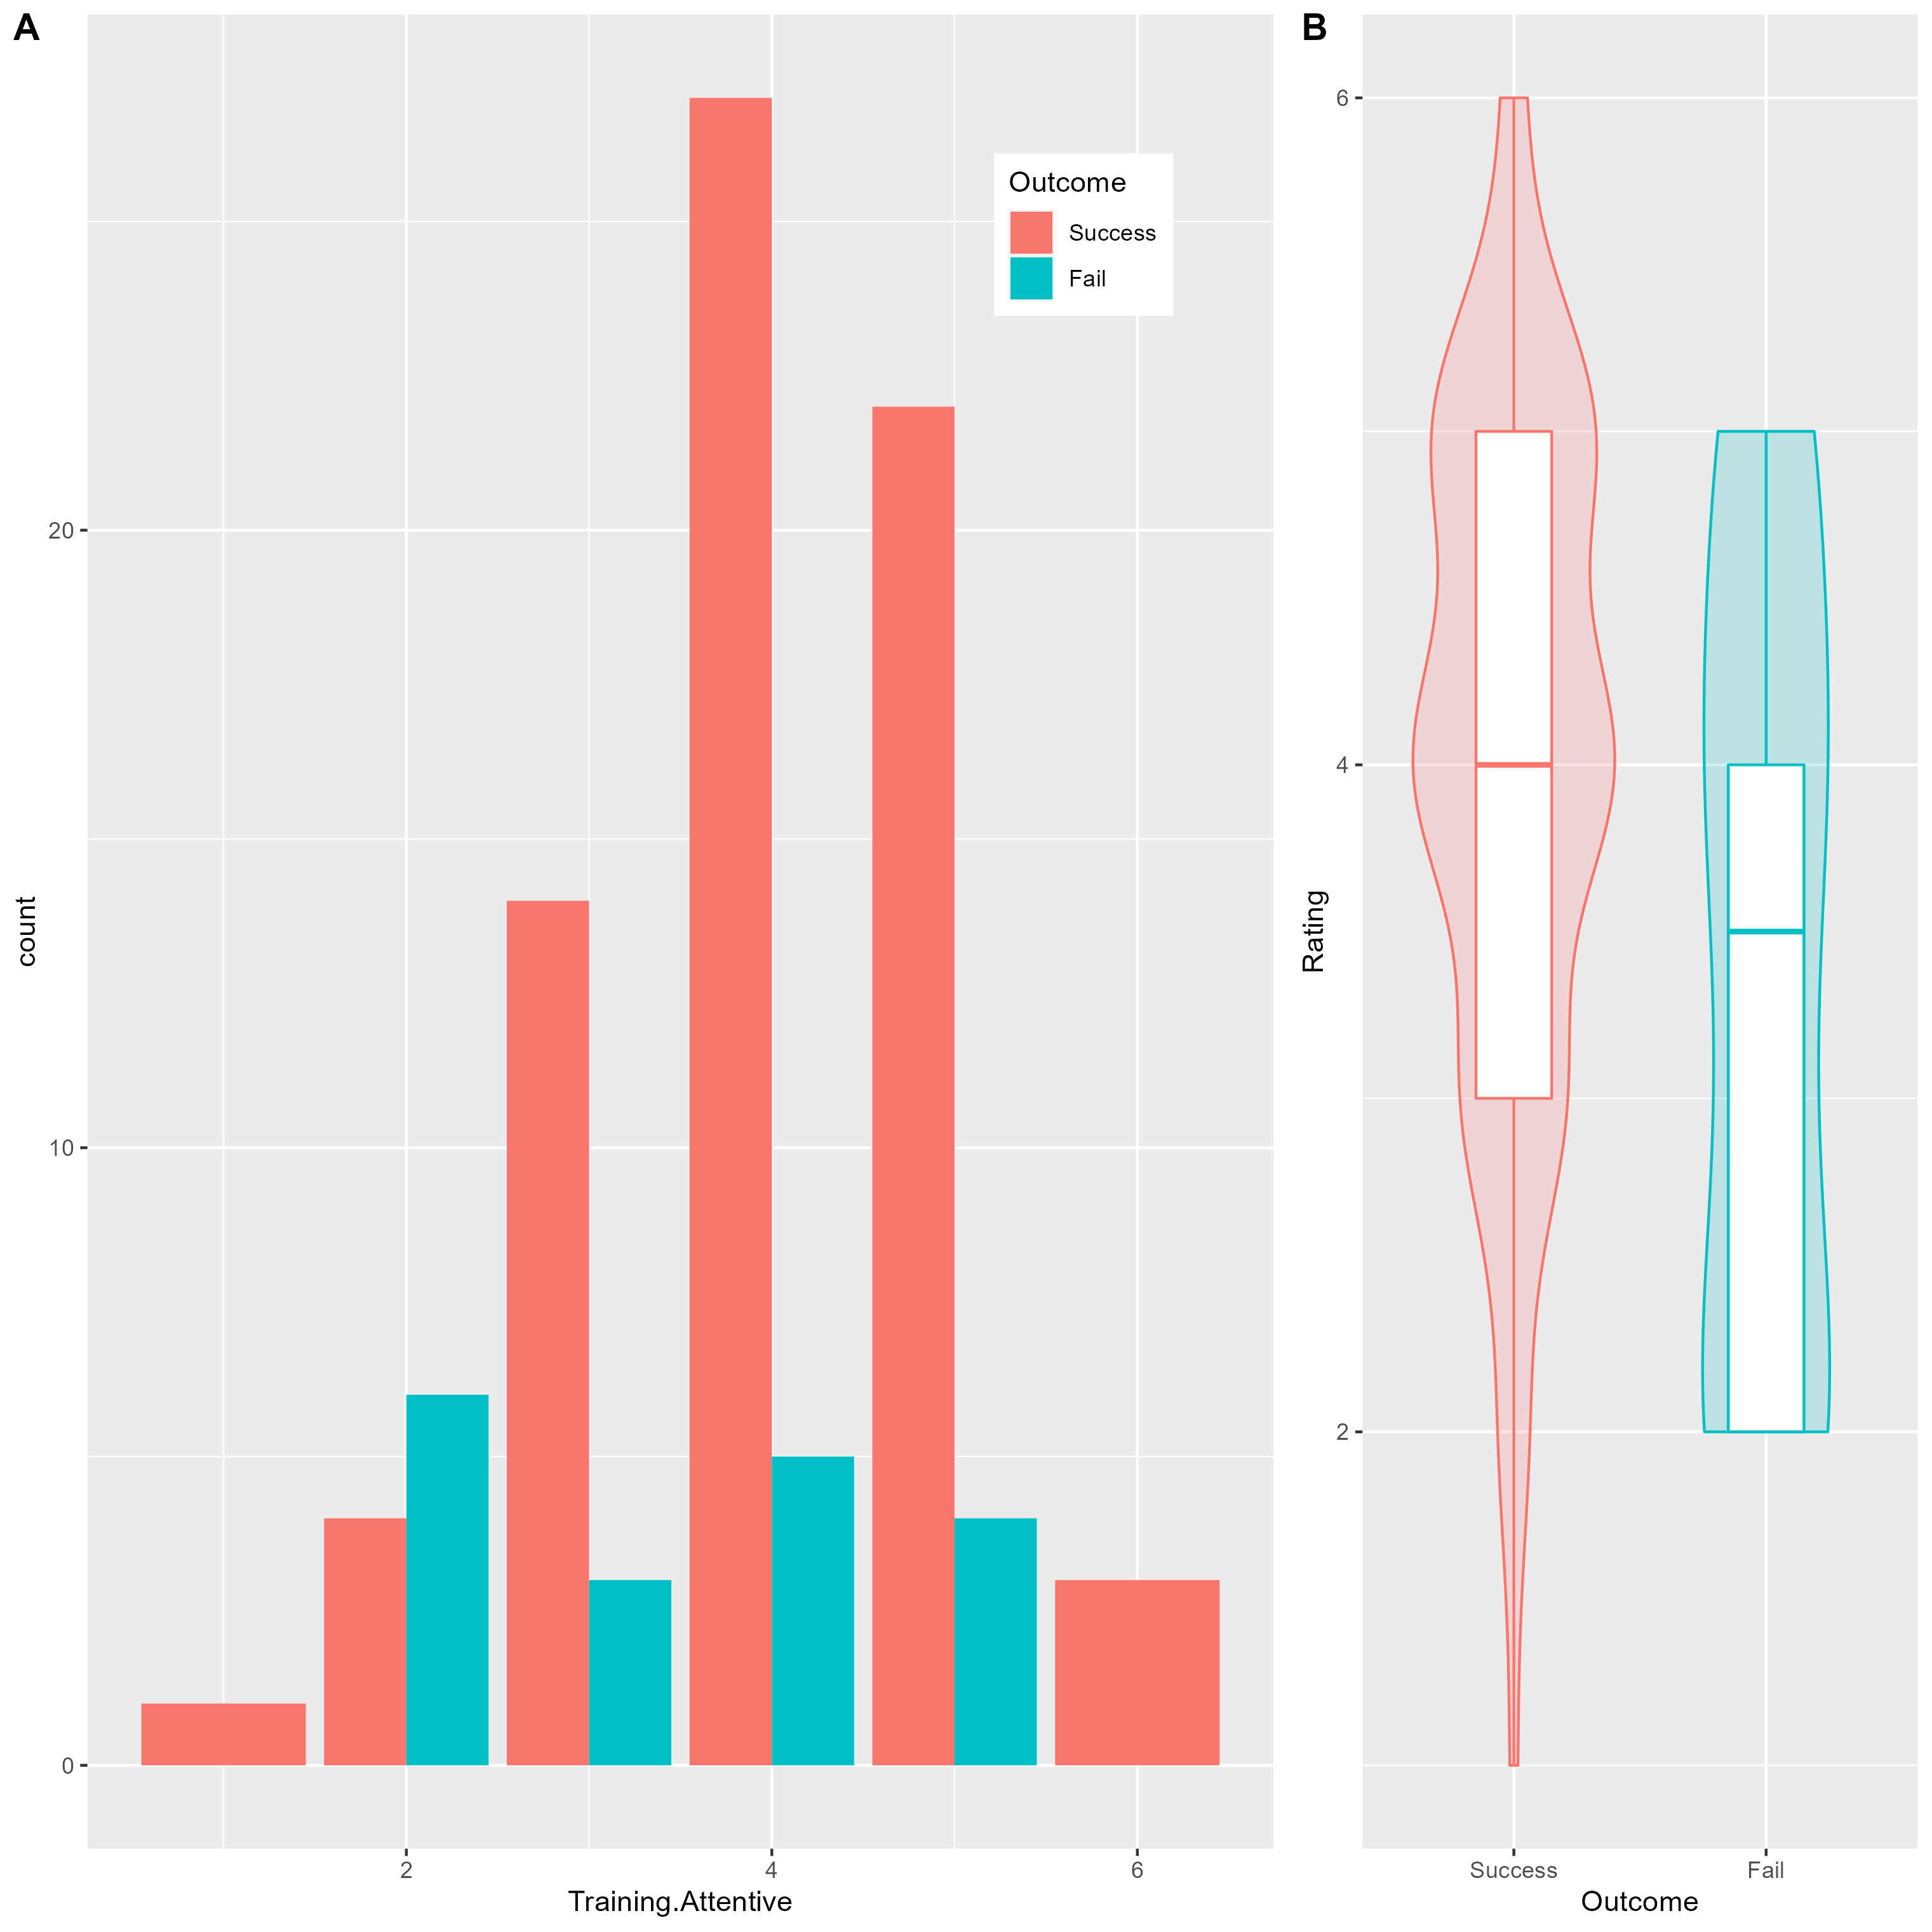 A
count
20
10
0
2 4 6
Training.Attentive
Outcome
Success
Fail
B
Rating
6
4
2
Success Fail
Outcome